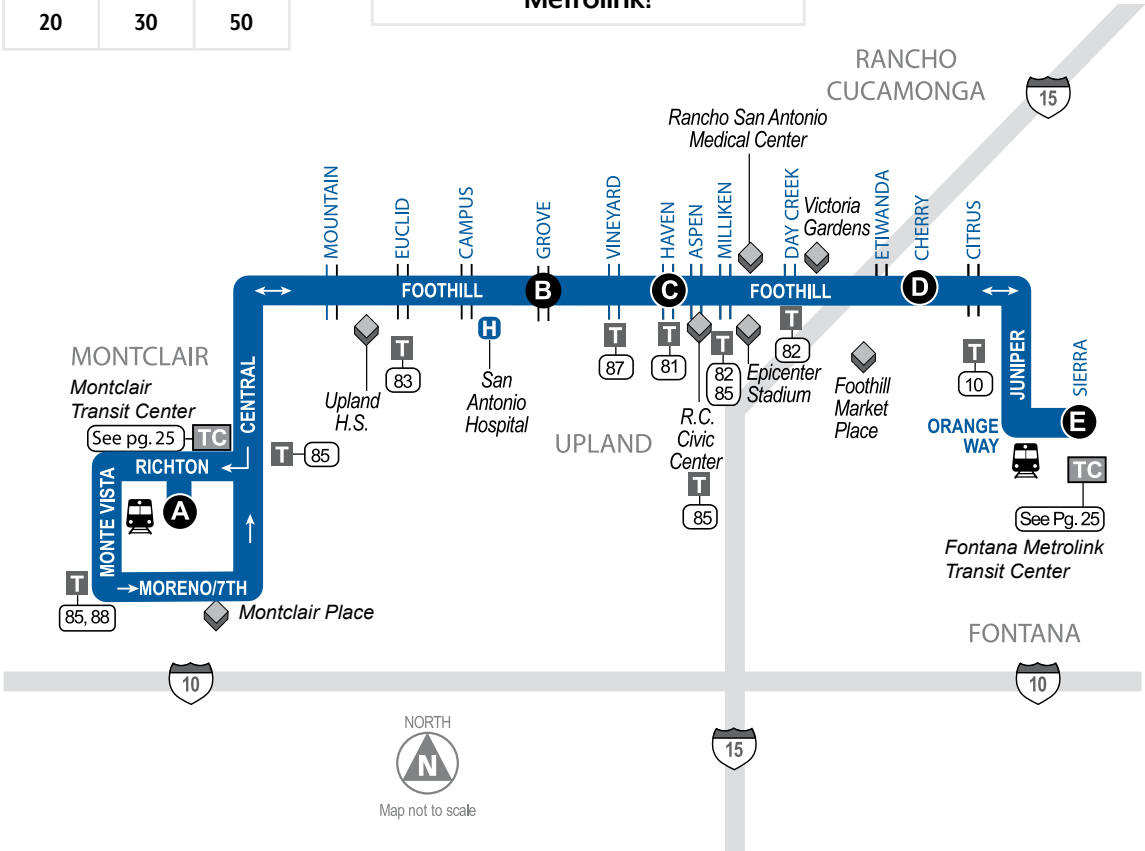 Metrolink!
20 30 50
RANCHO
CUCAMONGA
15
Rancho San Antonio
Medical Center
MOUNTAIN
EUCLID
CAMPUS
GROVE
VINEYARD
HAVEN
ASPEN
MILLIKEN
DAY CREEK
Victoria
Gardens
ETIWANDA
CHERRY
CITRUS
FOOTHILL
B
C
FOOTHILL
D
MONTCLAIR
Montclair
Transit Center
See pg. 25
TC
CENTRAL
T
85
RICHTON
A
MONTE VISTA
MORENO/7TH
T
85, 88
Montclair Place
Upland
H.S.
T
83
H
San
Antonio
Hospital
UPLAND
T
87
T
81
R.C.
Civic
Center
T
85
T
82
85
Epicenter
Stadium
T
82
Foothill
Market
Place
T
10
JUNIPER
SIERRA
ORANGE
WAY
E
TC
See Pg. 25
Fontana Metrolink
Transit Center
FONTANA
10
10
15
NORTH
N
Map not to scale